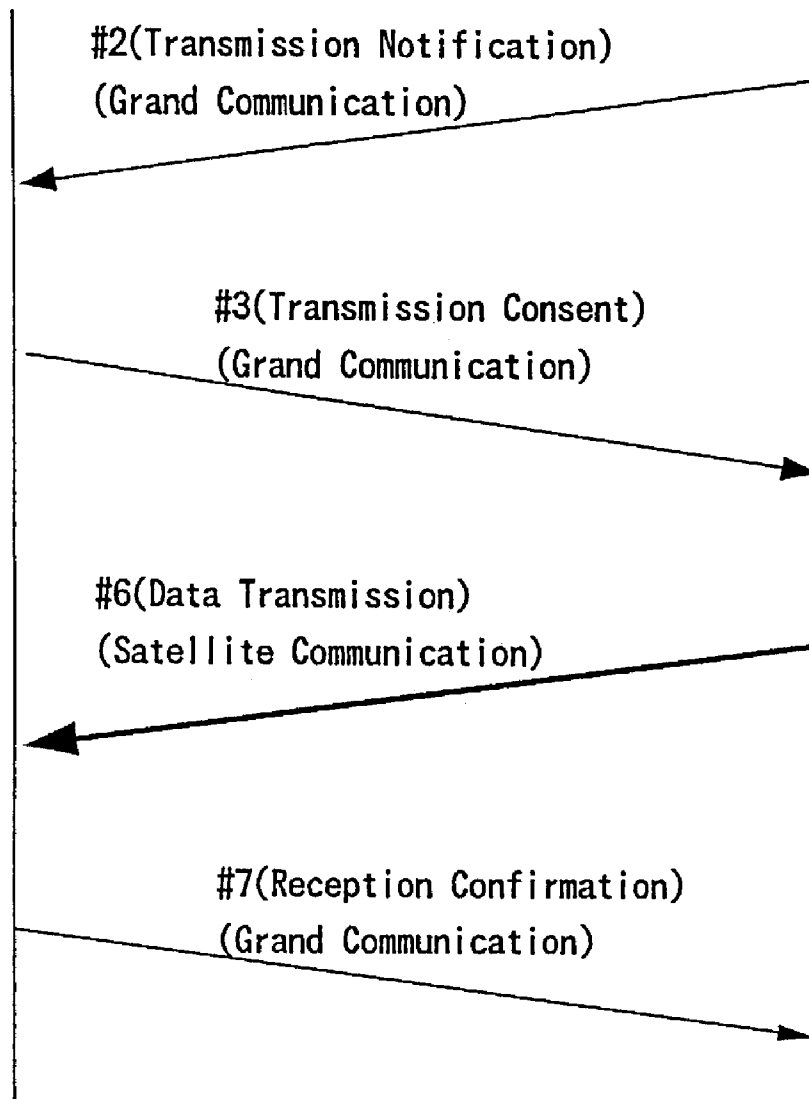 #2(Transmission Notification)
(Grand Communication)
#3(Transmission Consent)
(Grand Communication)
#6(Data Transmission)
(Satellite Communication)
#7(Reception Confirmation)
(Grand Communication)